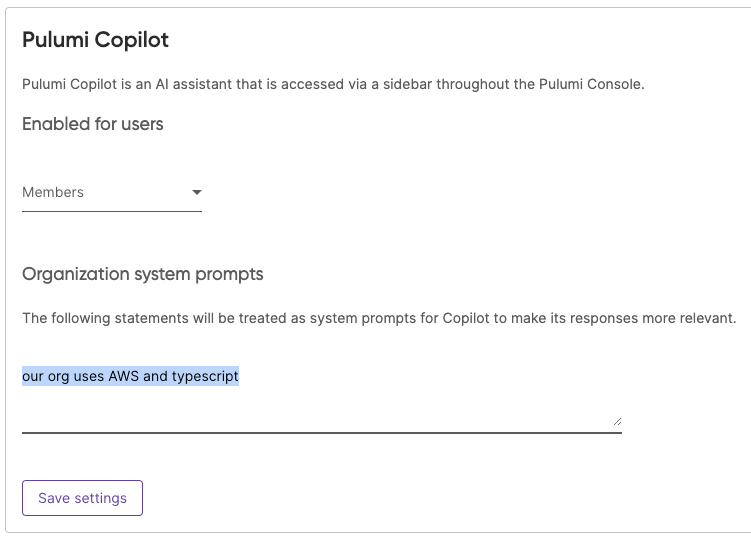 Pulumi Copilot
Pulumi Copilot is an AI assistant that is accessed via a sidebar throughout the Pulumi Console.
Enabled for users
Members
Organization system prompts
The following statements will be treated as system prompts for Copilot to make its responses more relevant.
our org uses AWS and typescript
Save settings